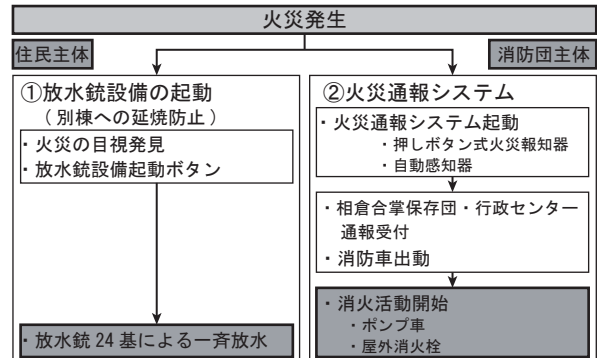 火災発生
住民主体
消防団主体
①放水銃設備の起動
（別棟への延焼防止）
・火災の目視発見
・放水銃設備起動ボタン
・放水銃24基による一斉放水
②火災通報システム
・火災通報システム起動
・押しボタン式火災報知器
・自動感知器
・相倉合掌保存団・行政センター
通報受付
・消防車出動
・消火活動開始
・ポンプ車
・屋外消火栓